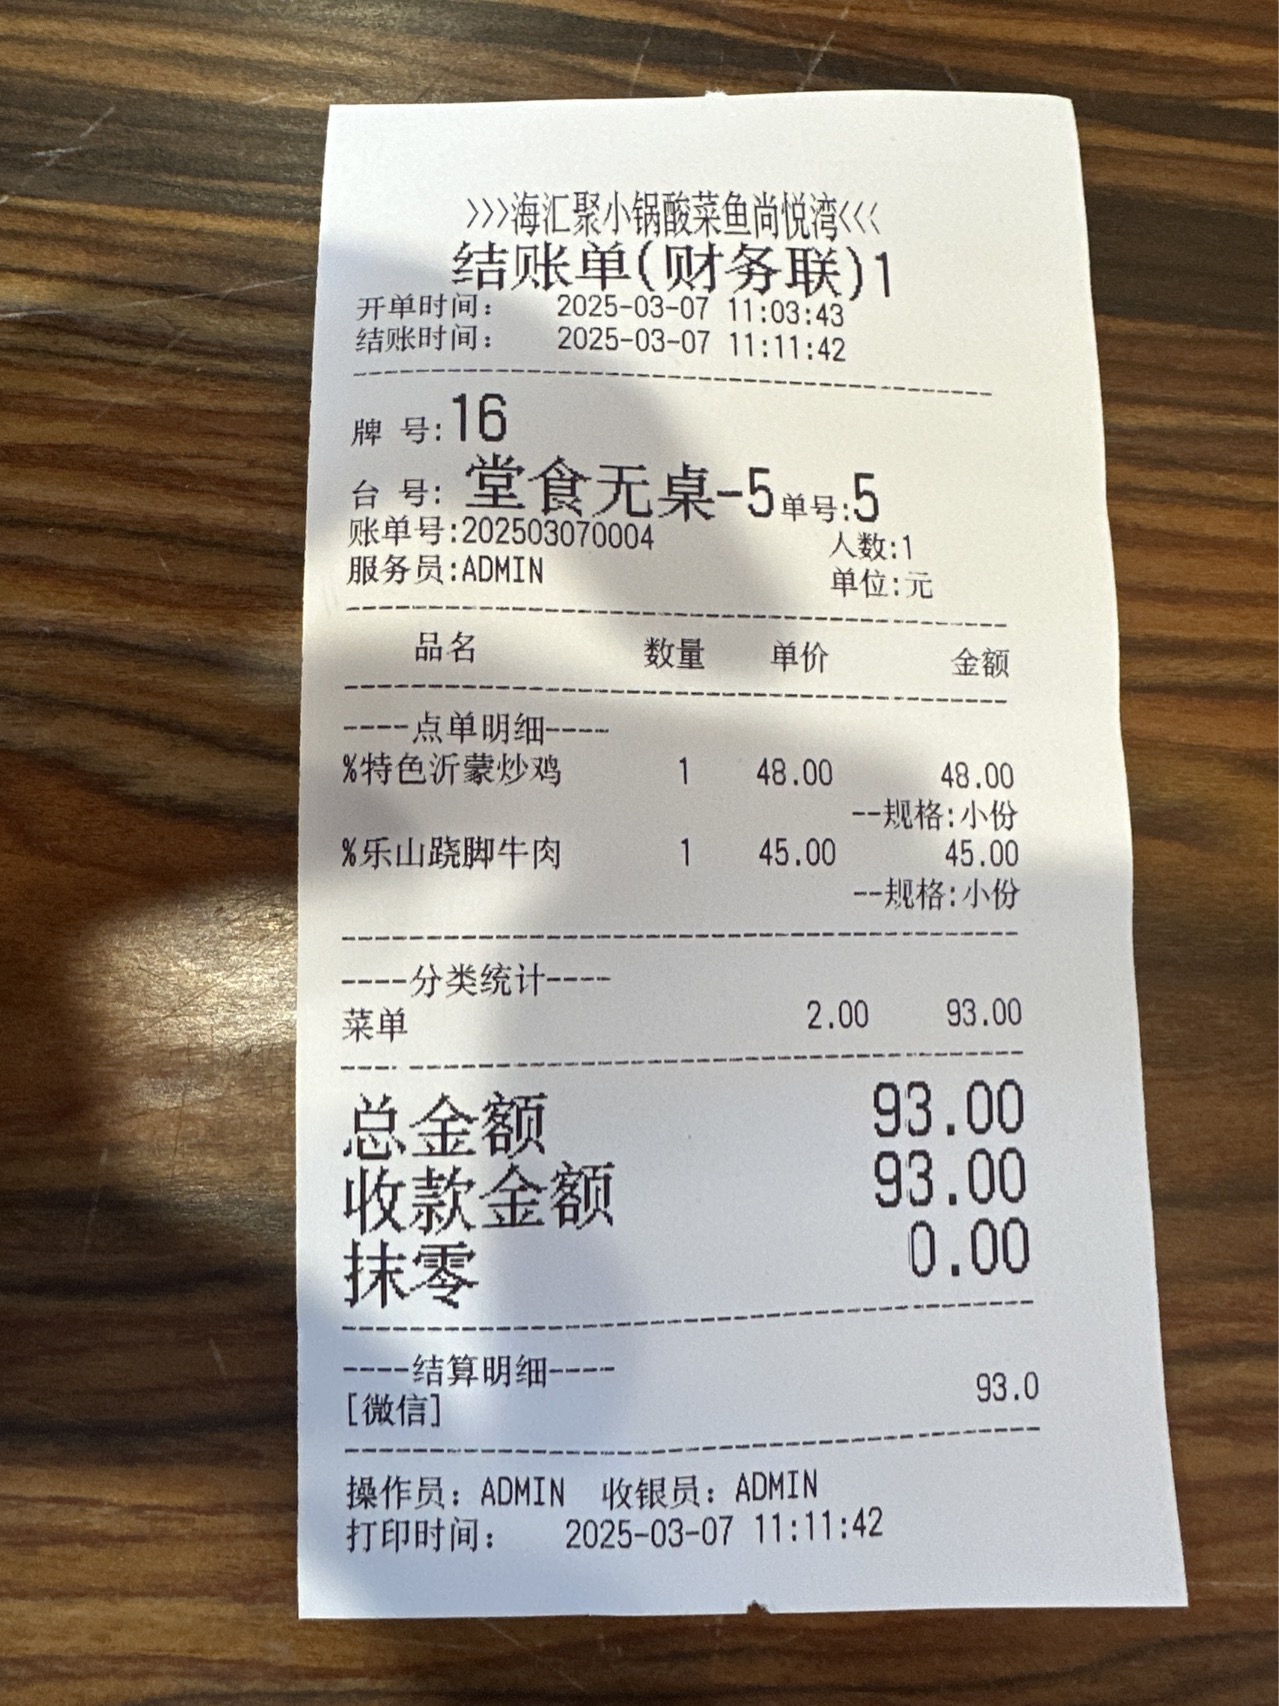 >>>海汇聚小锅酸菜鱼尚悦湾<<<
结账单(财务联)1
开单时间: 2025-03-07 11:03:43
结账时间: 2025-03-07 11:11:42
牌 号:16
台 号: 堂食无桌-5 单号:5
账单号:202503070004 人数:1
服务员:ADMIN 单位:元
品名 数量 单价 金额
----点单明细----
%特色沂蒙炒鸡 1 48.00 48.00
--规格:小份
%乐山跷脚牛肉 1 45.00 45.00
--规格:小份
----分类统计----
菜单 2.00 93.00
总金额 93.00
收款金额 93.00
抹零 0.00
----结算明细----
[微信] 93.0
操作员: ADMIN 收银员: ADMIN
打印时间: 2025-03-07 11:11:42